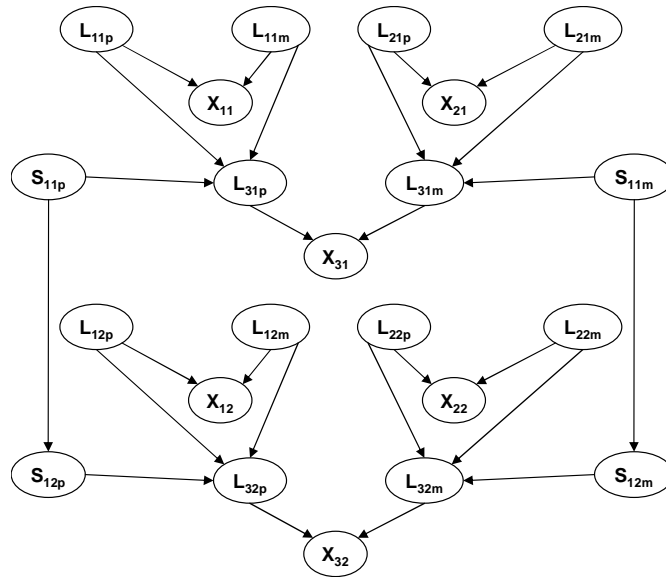 L11p L11m L21p L21m
X11 X21
S11p L31p L31m S11m
X31
L12p L12m L22p L22m
X12 X22
S12p L32p L32m S12m
X32